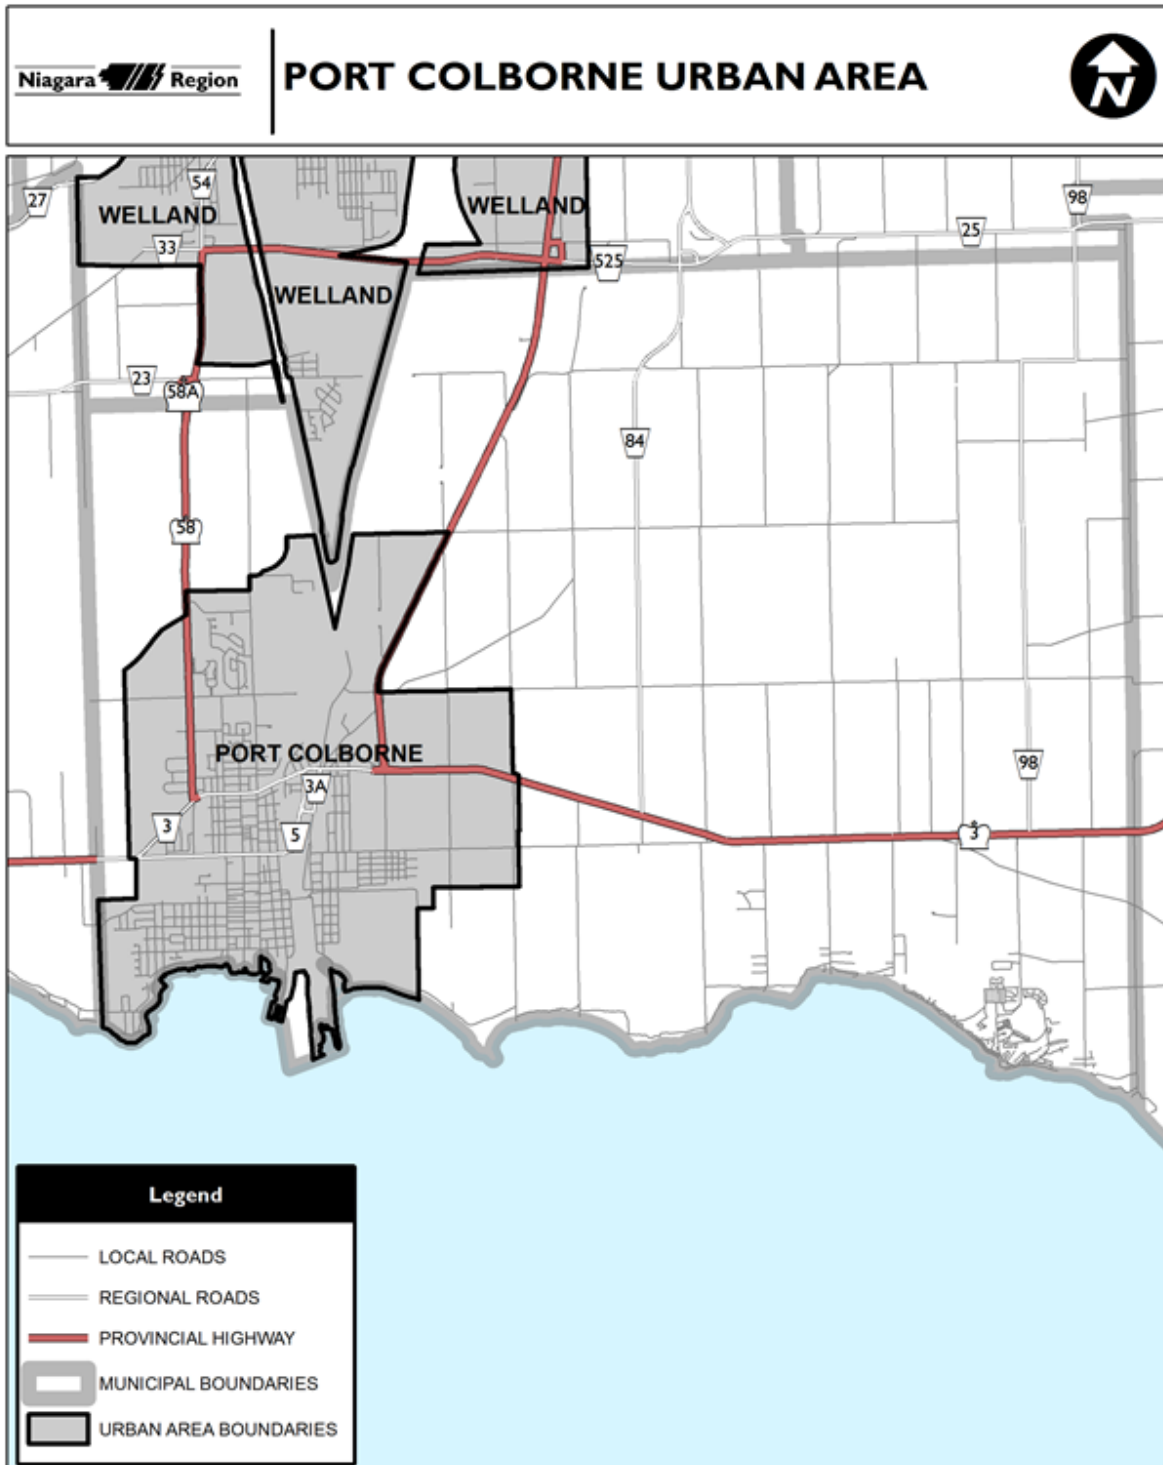 Niagara Region
PORT COLBORNE URBAN AREA
N
54
98
27
WELLAND
WELLAND
33
25
525
WELLAND
23
58A
84
58
PORT COLBORNE
98
3A
3
5
3
Legend
LOCAL ROADS
REGIONAL ROADS
PROVINCIAL HIGHWAY
MUNICIPAL BOUNDARIES
URBAN AREA BOUNDARIES